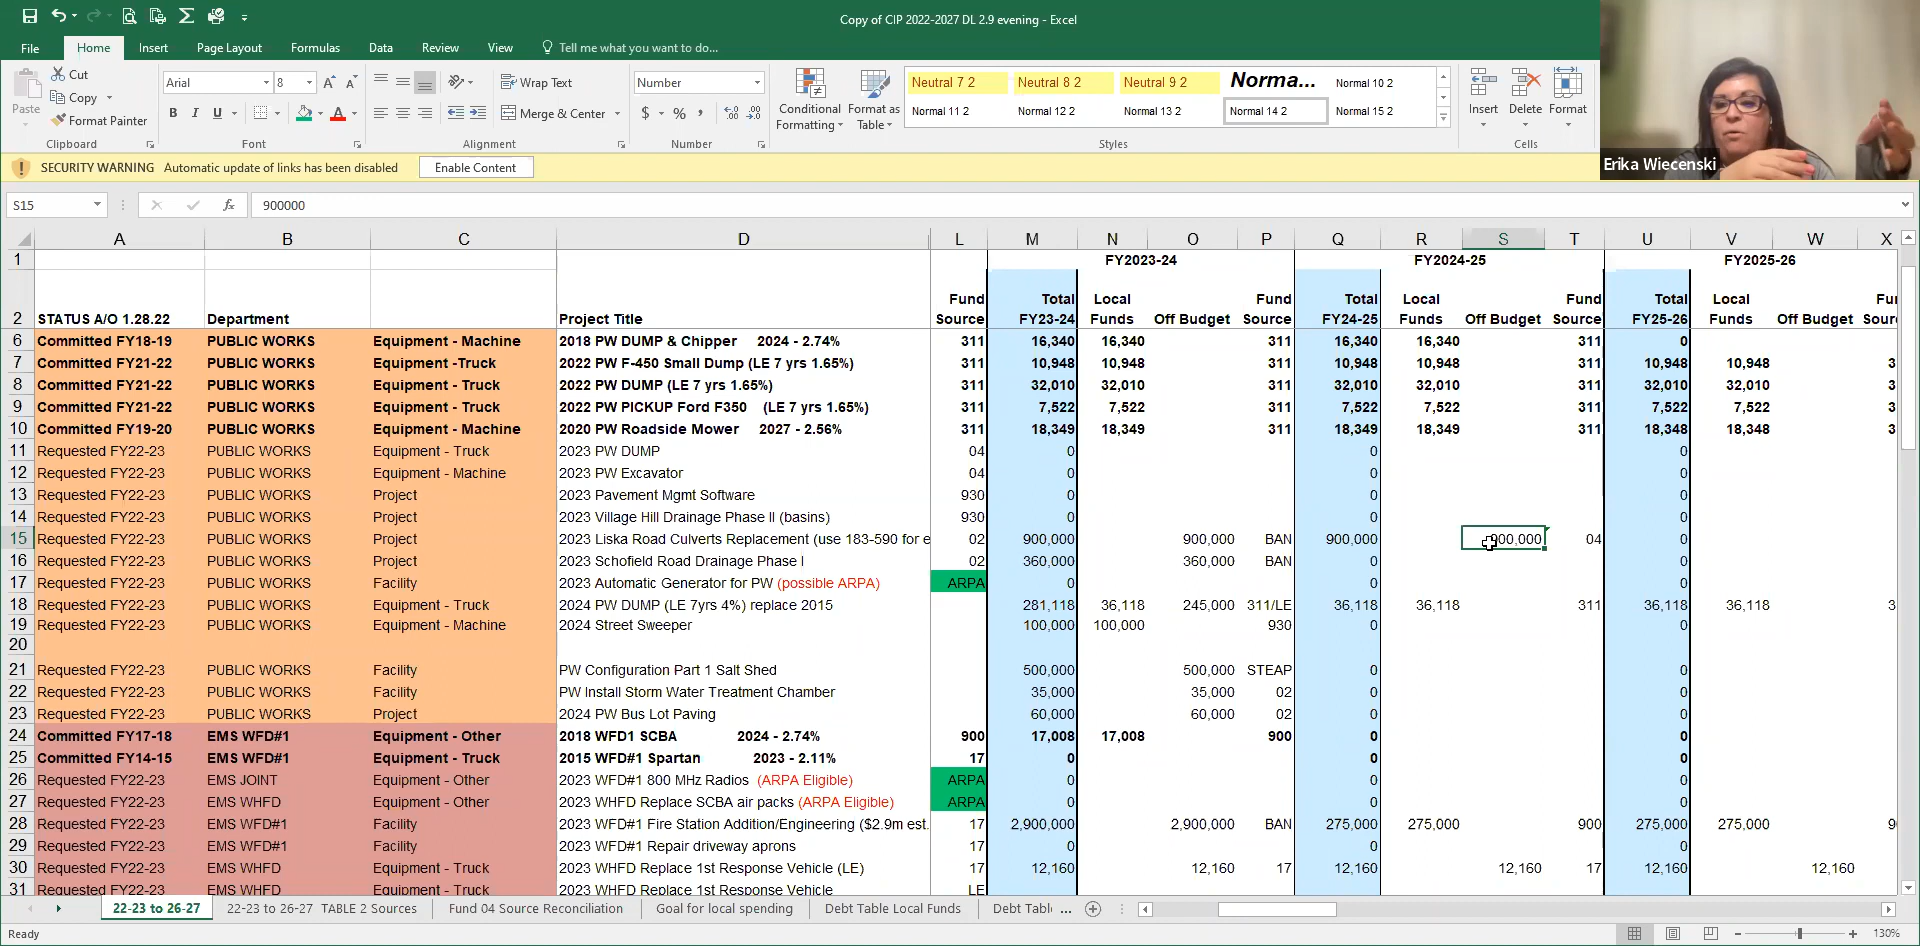 Copy of CIP 2022-2027 DL 2.9 evening - Excel
File Home Insert Page Layout Formulas Data Review View Tell me what you want to do...
Paste Cut Copy Format Painter Clipboard
Arial 8 B I U A A A Font
Wrap Text Merge & Center Alignment
Number $ % , Number
Conditional Formatting Format as Table
Neutral 7 2 Neutral 8 2 Neutral 9 2 Norma... Normal 10 2
Normal 11 2 Normal 12 2 Normal 13 2 Normal 14 2 Normal 15 2
Styles
Insert Delete Format
Cells
Erika Wiecenski
SECURITY WARNING Automatic update of links has been disabled Enable Content
S15 fx 900000
A B C D L M N O P Q R S T U V W X
1 FY2023-24 FY2024-25 FY2025-26
Fund Total Local Fund Total Local Fund Total Local
2 STATUS A/O 1.28.22 Department Project Title Source FY23-24 Funds Off Budget Source FY24-25 Funds Off Budget Source FY25-26 Funds Off Budget
6 Committed FY18-19 PUBLIC WORKS Equipment - Machine 2018 PW DUMP & Chipper 2024 - 2.74% 311 16,340 16,340 311 16,340 16,340 311 0
7 Committed FY21-22 PUBLIC WORKS Equipment -Truck 2022 PW F-450 Small Dump (LE 7 yrs 1.65%) 311 10,948 10,948 311 10,948 10,948 311 10,948 10,948 3
8 Committed FY21-22 PUBLIC WORKS Equipment - Truck 2022 PW DUMP (LE 7 yrs 1.65%) 311 32,010 32,010 311 32,010 32,010 311 32,010 32,010 3
9 Committed FY21-22 PUBLIC WORKS Equipment - Truck 2022 PW PICKUP Ford F350 (LE 7 yrs 1.65%) 311 7,522 7,522 311 7,522 7,522 311 7,522 7,522 3
10 Committed FY19-20 PUBLIC WORKS Equipment - Machine 2020 PW Roadside Mower 2027 - 2.56% 311 18,349 18,349 311 18,349 18,349 311 18,348 18,348 3
11 Requested FY22-23 PUBLIC WORKS Equipment - Truck 2023 PW DUMP 04 0 0 0
12 Requested FY22-23 PUBLIC WORKS Equipment - Machine 2023 PW Excavator 04 0 0 0
13 Requested FY22-23 PUBLIC WORKS Project 2023 Pavement Mgmt Software 930 0 0 0
14 Requested FY22-23 PUBLIC WORKS Project 2023 Village Hill Drainage Phase II (basins) 930 0 0 0
15 Requested FY22-23 PUBLIC WORKS Project 2023 Liska Road Culverts Replacement (use 183-590 for e 02 900,000 900,000 BAN 900,000 900,000 04 0
16 Requested FY22-23 PUBLIC WORKS Project 2023 Schofield Road Drainage Phase I 02 360,000 360,000 BAN 0 0
17 Requested FY22-23 PUBLIC WORKS Facility 2023 Automatic Generator for PW (possible ARPA) ARPA 0 0 0
18 Requested FY22-23 PUBLIC WORKS Equipment - Truck 2024 PW DUMP (LE 7yrs 4%) replace 2015 281,118 36,118 245,000 311/LE 36,118 36,118 311 36,118 36,118 3
19 Requested FY22-23 PUBLIC WORKS Equipment - Machine 2024 Street Sweeper 100,000 100,000 930 0 0
20 Requested FY22-23 PUBLIC WORKS
21 Requested FY22-23 PUBLIC WORKS Facility PW Configuration Part 1 Salt Shed 500,000 500,000 STEAP 0 0
22 Requested FY22-23 PUBLIC WORKS Facility PW Install Storm Water Treatment Chamber 35,000 35,000 02 0 0
23 Requested FY22-23 PUBLIC WORKS Project 2024 PW Bus Lot Paving 60,000 60,000 02 0 0
24 Committed FY17-18 EMS WFD#1 Equipment - Other 2018 WFD1 SCBA 2024 - 2.74% 900 17,008 17,008 900 0 0
25 Committed FY14-15 EMS WFD#1 Equipment - Truck 2015 WFD#1 Spartan 2023 - 2.11% 17 0 0 0
26 Requested FY22-23 EMS JOINT Equipment - Other 2023 WFD#1 800 MHz Radios (ARPA Eligible) ARPA 0 0 0
27 Requested FY22-23 EMS WHFD Equipment - Other 2023 WHFD Replace SCBA air packs (ARPA Eligible) ARPA 0 0 0
28 Requested FY22-23 EMS WFD#1 Facility 2023 WFD#1 Fire Station Addition/Engineering ($2.9m est. 17 2,900,000 2,900,000 BAN 275,000 275,000 900 275,000 275,000 9
29 Requested FY22-23 EMS WFD#1 Facility 2023 WFD#1 Repair driveway aprons 17 0 0 0
30 Requested FY22-23 EMS WHFD Equipment - Truck 2023 WHFD Replace 1st Response Vehicle (LE) 17 12,160 12,160 17 12,160 12,160 17 12,160 12,160
31 Requested FY22-23 EMS WHFD Equipment - Truck 2023 WHFD Replace 1st Response Vehicle LE
22-23 to 26-27 22-23 to 26-27 TABLE 2 Sources Fund 04 Source Reconciliation Goal for local spending Debt Table Local Funds Debt Tabl ...
Ready 130%